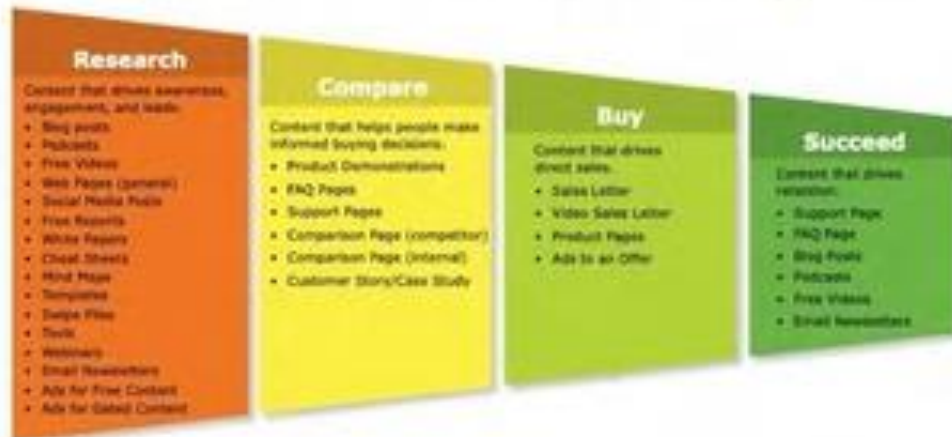 Research
Content that drives awareness,
engagement, and leads.
• Blog posts
• Podcasts
• Free Videos
• Web Pages (general)
• Social Media Posts
• Free Reports
• White Papers
• Cheat Sheets
• Mind Maps
• Templates
• Swipe Files
• Tools
• Webinars
• Email Newsletters
• Ads for Free Content
• Ads for Gated Content
Compare
Content that helps people make
informed buying decisions.
• Product Demonstrations
• FAQ Pages
• Support Pages
• Comparison Page (competitor)
• Comparison Page (internal)
• Customer Story/Case Study
Buy
Content that drives
direct sales.
• Sales Letter
• Video Sales Letter
• Product Pages
• Ads to an Offer
Succeed
Content that drives
retention.
• Support Page
• FAQ Page
• Blog Posts
• Podcasts
• Free Videos
• Email Newsletters